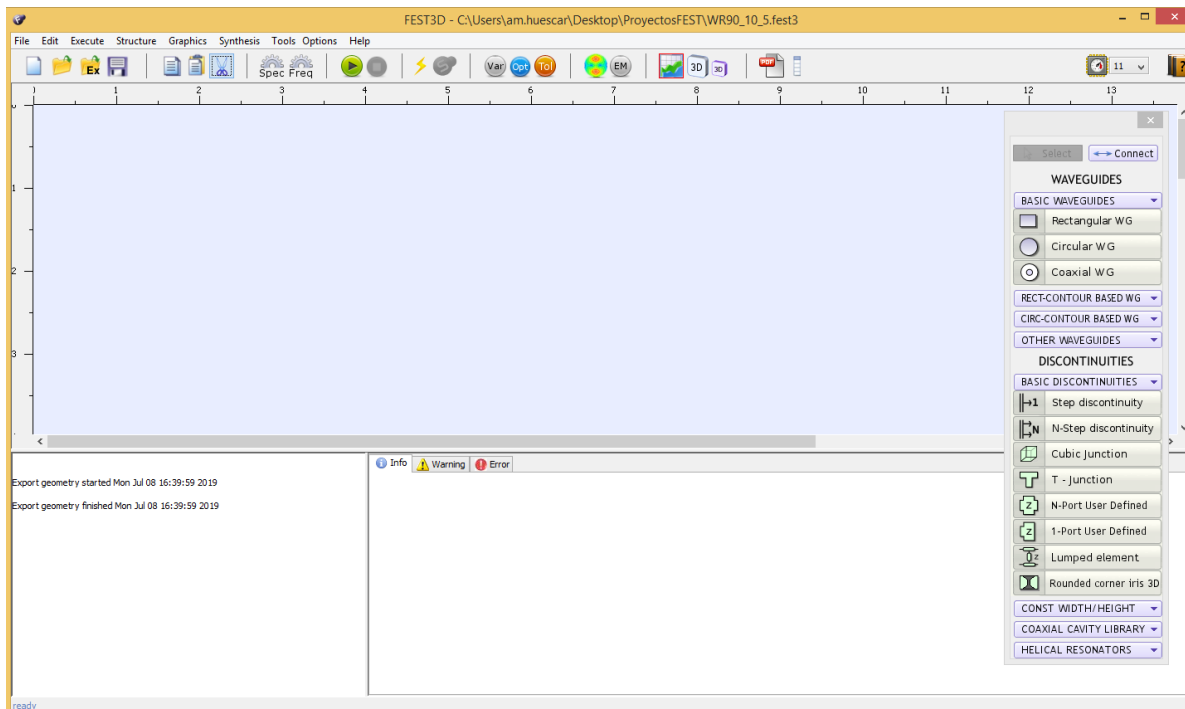 FEST3D - C:\Users\am.huescar\Desktop\ProyectosFEST\WR90_10_5.fest3
File Edit Execute Structure Graphics Synthesis Tools Options Help
Ex Spec Freq Var Opt Tol EM 3D 3D PDF 11 ?
1 2 3 4 5 6 7 8 9 10 11 12 13
0
1
2
3
Select Connect
WAVEGUIDES
BASIC WAVEGUIDES
Rectangular WG
Circular WG
Coaxial WG
RECT-CONTOUR BASED WG
CIRC-CONTOUR BASED WG
OTHER WAVEGUIDES
DISCONTINUITIES
BASIC DISCONTINUITIES
1 Step discontinuity
N N-Step discontinuity
Cubic Junction
T - Junction
Z N-Port User Defined
Z 1-Port User Defined
Z Lumped element
Rounded corner iris 3D
CONST WIDTH/HEIGHT
COAXIAL CAVITY LIBRARY
HELICAL RESONATORS
Info Warning Error
Export geometry started Mon Jul 08 16:39:59 2019
Export geometry finished Mon Jul 08 16:39:59 2019
ready